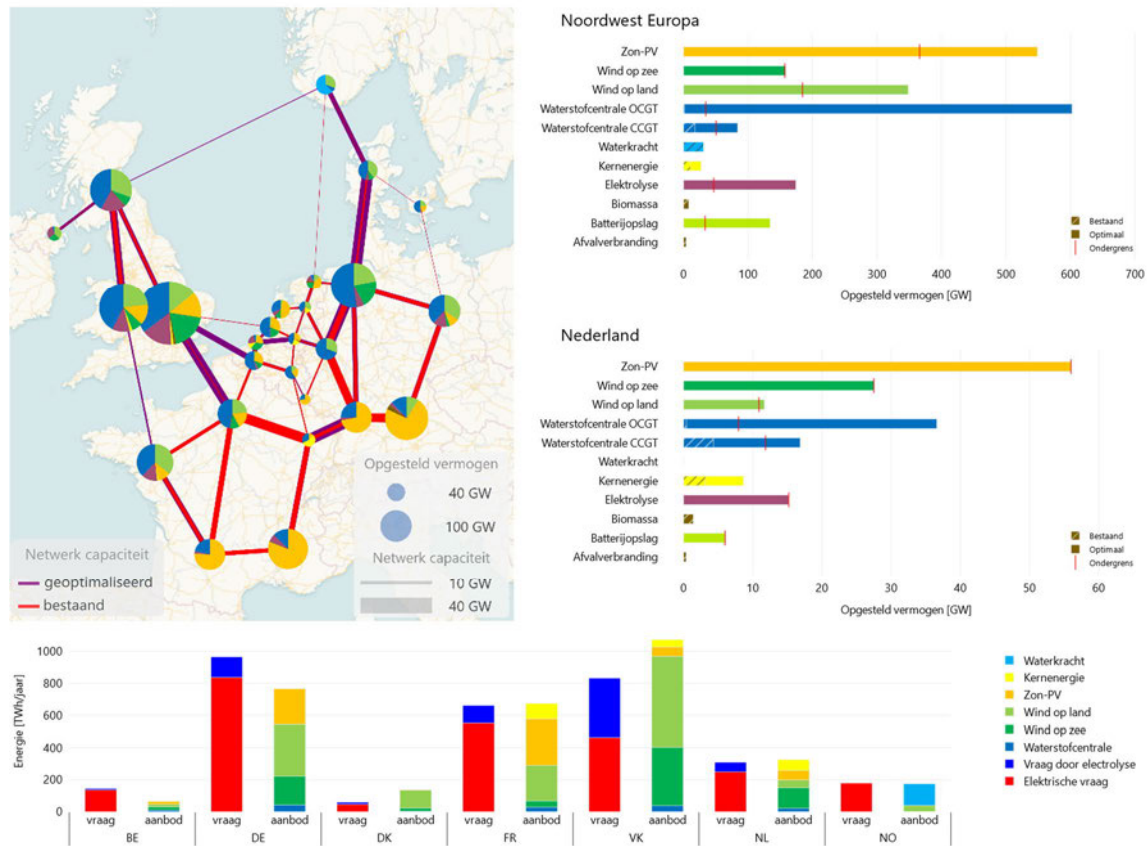 Noordwest Europa
Zon-PV
Wind op zee
Wind op land
Waterstofcentrale OCGT
Waterstofcentrale CCGT
Waterkracht
Kernenergie
Elektrolyse
Biomassa
Batterijopslag
Afvalverbranding
Bestaand
Optimaal
Ondergrens
0 100 200 300 400 500 600 700
Opgesteld vermogen [GW]
Nederland
Zon-PV
Wind op zee
Wind op land
Waterstofcentrale OCGT
Waterstofcentrale CCGT
Waterkracht
Kernenergie
Elektrolyse
Biomassa
Batterijopslag
Afvalverbranding
Bestaand
Optimaal
Ondergrens
0 10 20 30 40 50 60
Opgesteld vermogen [GW]
Opgesteld vermogen
40 GW
100 GW
Netwerk capaciteit
10 GW
40 GW
Netwerk capaciteit
geoptimaliseerd
bestaand
Energie [TWh/jaar]
1000
800
600
400
200
0
vraag aanbod vraag aanbod vraag aanbod vraag aanbod vraag aanbod vraag aanbod vraag aanbod
BE DE DK FR VK NL NO
Waterkracht
Kernenergie
Zon-PV
Wind op land
Wind op zee
Waterstofcentrale
Vraag door electrolyse
Elektrische vraag